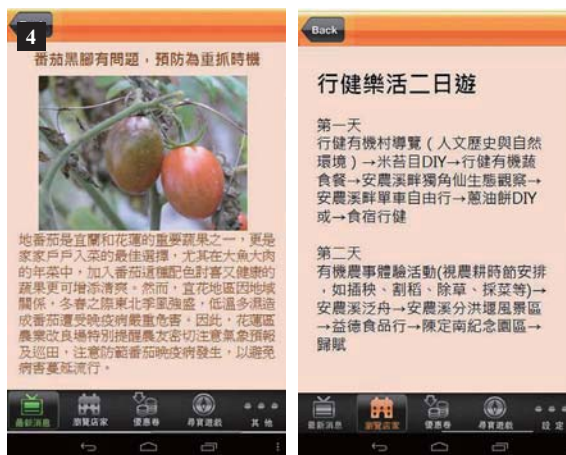 4
番茄黑腳有問題，預防為重抓時機
地番茄是宜蘭和花蓮的重要蔬果之一，更是
家家戶戶入菜的最佳選擇，尤其在大魚大肉
的年菜中，加入番茄這種配色討喜又健康的
蔬果更可增添清爽。然而，宜花地區因地域
關係，冬春之際東北季風強盛，低溫多濕造
成番茄遭受晚疫病嚴重危害。因此，花蓮區
農業改良場特別提醒農友密切注意氣象預報
及巡田，注意防範番茄晚疫病發生，以避免
病害蔓延流行。
最新消息
瀏覽店家
優惠卷
尋寶遊戲
其他
Back
行健樂活二日遊
第一天
行健有機村導覽（人文歷史與自然
環境）→米苔目DIY→行健有機蔬
食餐→安農溪畔獨角仙生態觀察→
安農溪畔單車自由行→蔥油餅DIY
或→食宿行健
第二天
有機農事體驗活動(視農耕時節安排
，如插秧、割稻、除草、採菜等)→
安農溪泛舟→安農溪分洪堰風景區
→益德食品行→陳定南紀念園區→
歸賦
最新消息
瀏覽店家
優惠卷
尋寶遊戲
設定